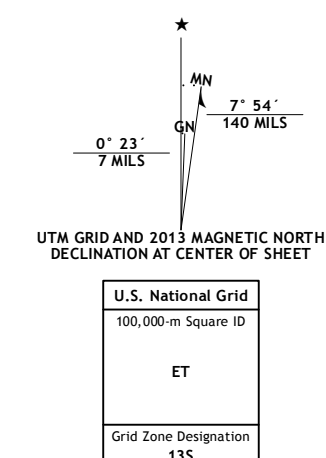 ★
MN
GN
7° 54´
140 MILS
0° 23´
7 MILS
UTM GRID AND 2013 MAGNETIC NORTH
DECLINATION AT CENTER OF SHEET
U.S. National Grid
100,000-m Square ID
ET
Grid Zone Designation
13S